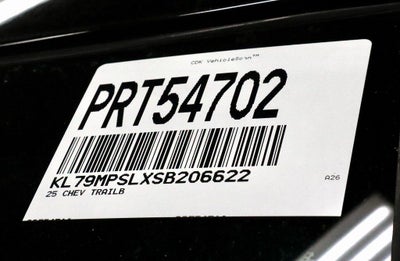 CDK VehicleScan™
PRT54702
KL79MPSLXSB206622
25 CHEV TRAILB
A26